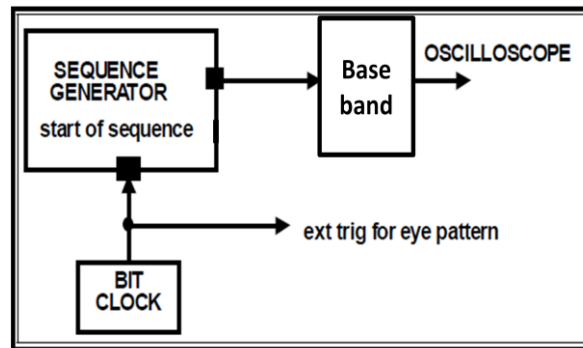 SEQUENCE
GENERATOR
start of sequence
Base
band
OSCILLOSCOPE
ext trig for eye pattern
BIT
CLOCK